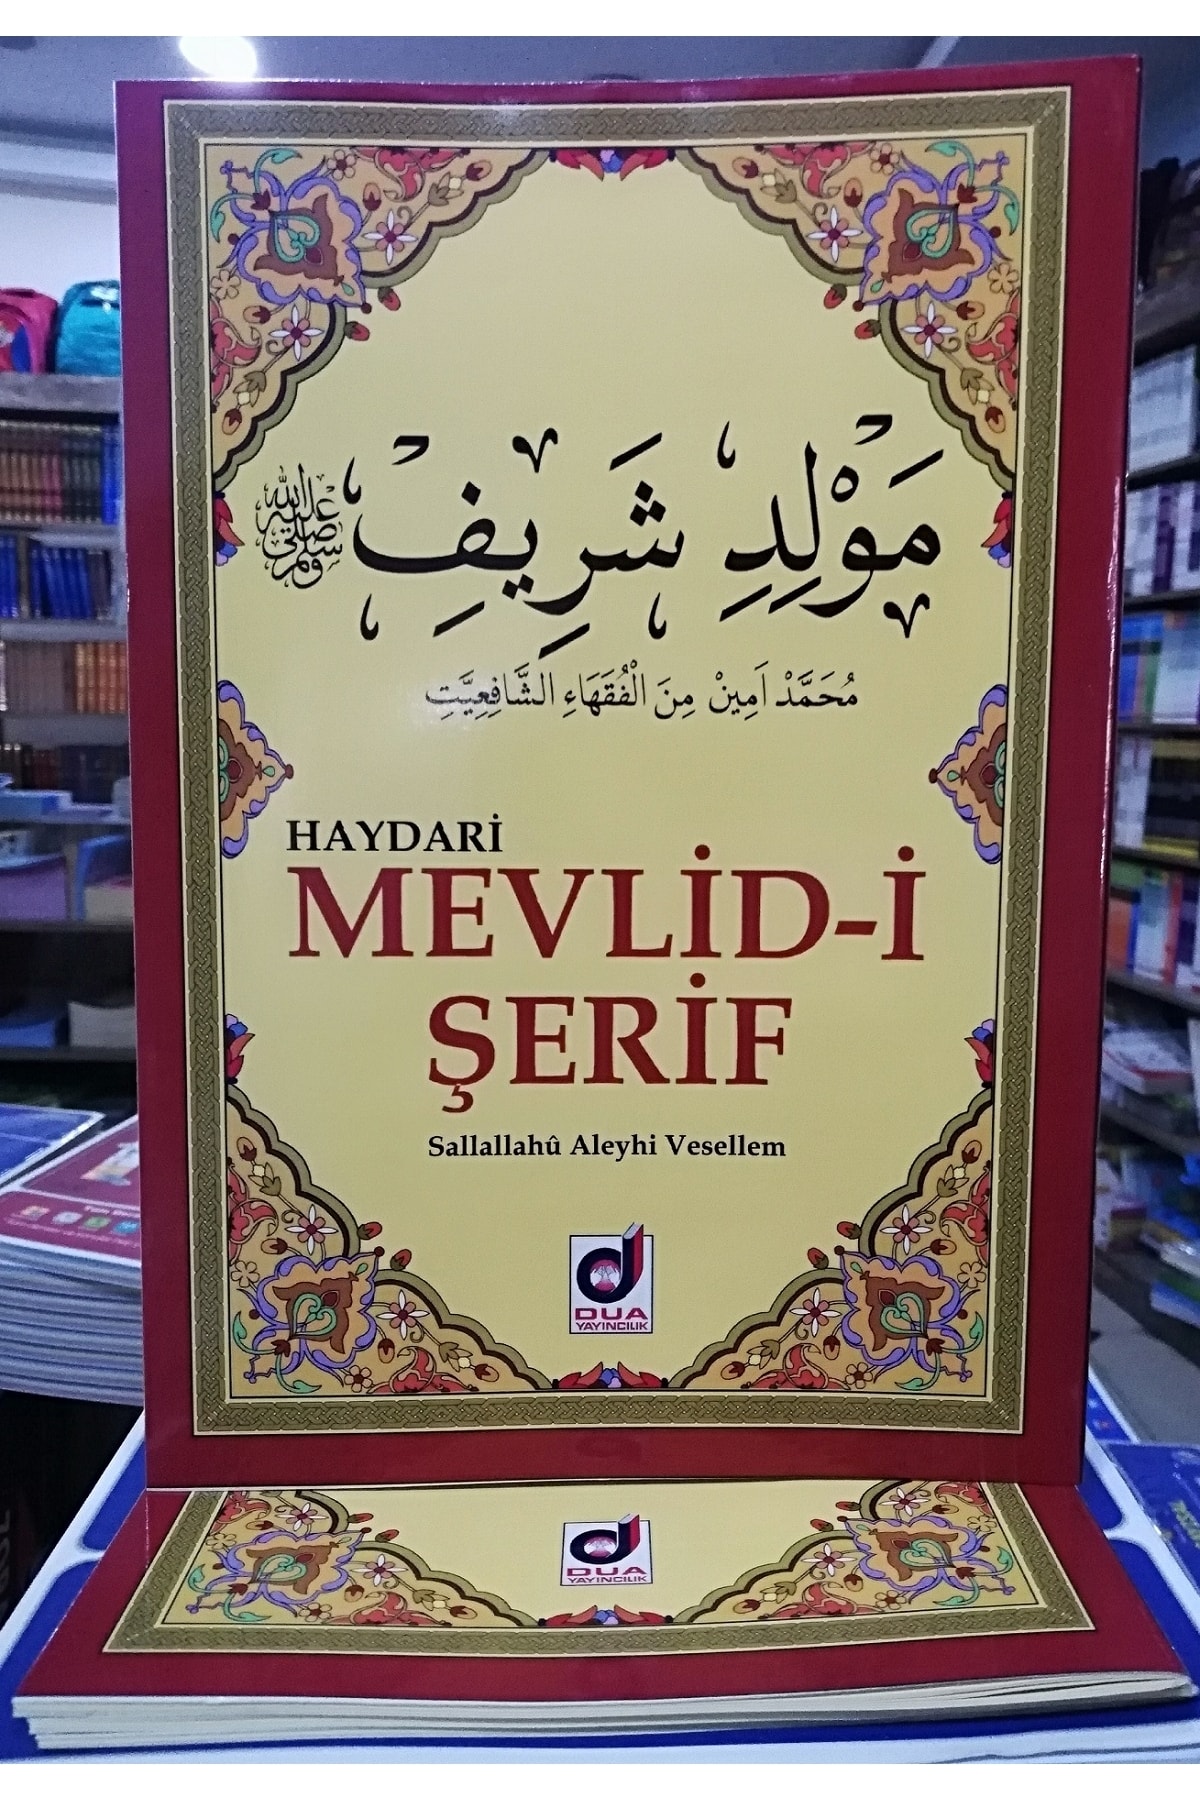 مَوْلِدِ شَرِيفِ
صلى الله عليه وسلم
مُحَمَّدْ اَمِينْ مِنَ الْفُقَهَاءِ الشَّافِعِيَّتِ
HAYDARİ
MEVLİD-İ
ŞERİF
Sallallahû Aleyhi Vesellem
DUA
YAYINCILIK
DUA
YAYINCILIK